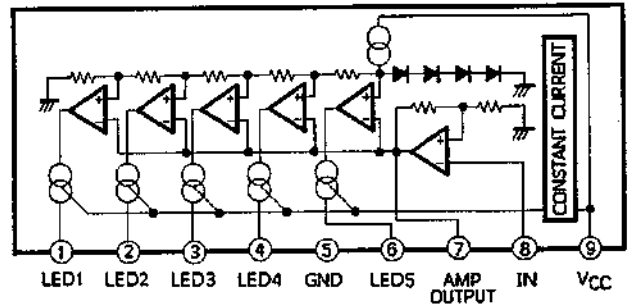 CONSTANT CURRENT
+ + + + +
- - - - -
+
-
1 2 3 4 5 6 7 8 9
LED1 LED2 LED3 LED4 GND LED5 AMP OUTPUT IN VCC